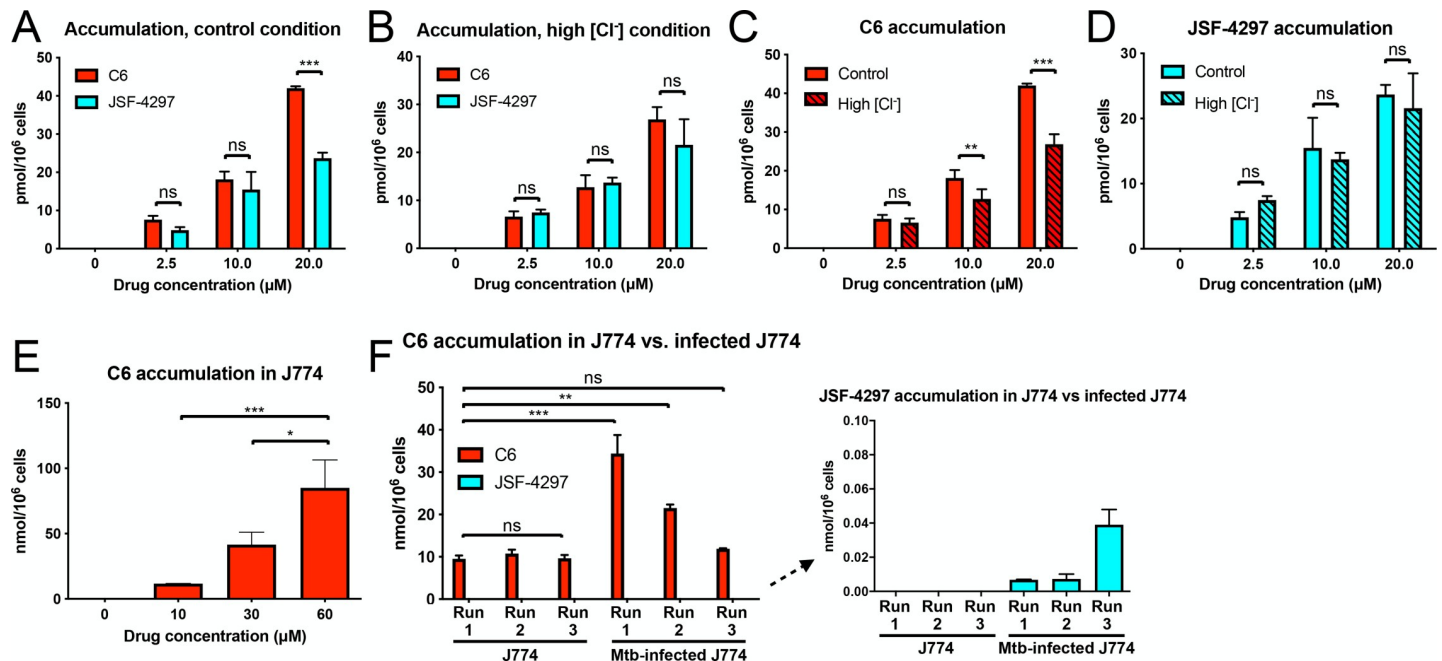 A
Accumulation, control condition
C6
JSF-4297
pmol/10⁶ cells
50
40
30
20
10
0
ns
ns
***
0
2.5
10.0
20.0
Drug concentration (µM)
B
Accumulation, high [Cl⁻] condition
C6
JSF-4297
pmol/10⁶ cells
40
30
20
10
0
ns
ns
ns
0
2.5
10.0
20.0
Drug concentration (µM)
C
C6 accumulation
Control
High [Cl⁻]
pmol/10⁶ cells
50
40
30
20
10
0
ns
**
***
0
2.5
10.0
20.0
Drug concentration (µM)
D
JSF-4297 accumulation
Control
High [Cl⁻]
pmol/10⁶ cells
30
20
10
0
ns
ns
ns
0
2.5
10.0
20.0
Drug concentration (µM)
E
C6 accumulation in J774
nmol/10⁶ cells
150
100
50
0
***
*
0
10
30
60
Drug concentration (µM)
F
C6 accumulation in J774 vs. infected J774
nmol/10⁶ cells
50
40
30
20
10
0
ns
**
***
ns
C6
JSF-4297
Run 1
Run 2
Run 3
Run 1
Run 2
Run 3
J774
Mtb-infected J774
JSF-4297 accumulation in J774 vs infected J774
nmol/10⁶ cells
0.10
0.08
0.06
0.04
0.02
0.00
Run 1
Run 2
Run 3
Run 1
Run 2
Run 3
J774
Mtb-infected J774